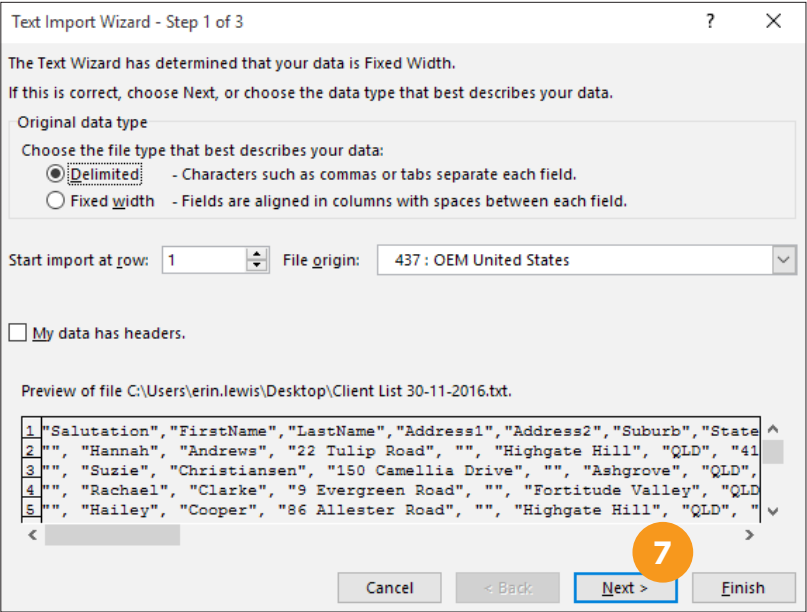 Text Import Wizard - Step 1 of 3 ? ×
The Text Wizard has determined that your data is Fixed Width.
If this is correct, choose Next, or choose the data type that best describes your data.
Original data type
Choose the file type that best describes your data:
Delimited - Characters such as commas or tabs separate each field.
Fixed width - Fields are aligned in columns with spaces between each field.
Start import at row: 1 File origin: 437 : OEM United States
My data has headers.
Preview of file C:\Users\erin.lewis\Desktop\Client List 30-11-2016.txt.
1 "Salutation","FirstName","LastName","Address1","Address2","Suburb","State
2 "", "Hannah", "Andrews", "22 Tulip Road", "", "Highgate Hill", "QLD", "41
3 "", "Suzie", "Christiansen", "150 Camellia Drive", "", "Ashgrove", "QLD",
4 "", "Rachael", "Clarke", "9 Evergreen Road", "", "Fortitude Valley", "QLD
5 "", "Hailey", "Cooper", "86 Allester Road", "", "Highgate Hill", "QLD", "
7
Cancel < Back Next > Finish